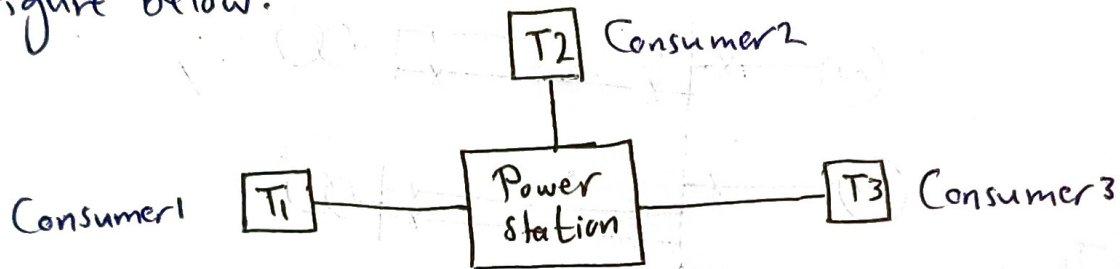 figure below.
T2 Consumer2
Power
station
Consumer1 T1
T3 Consumer3